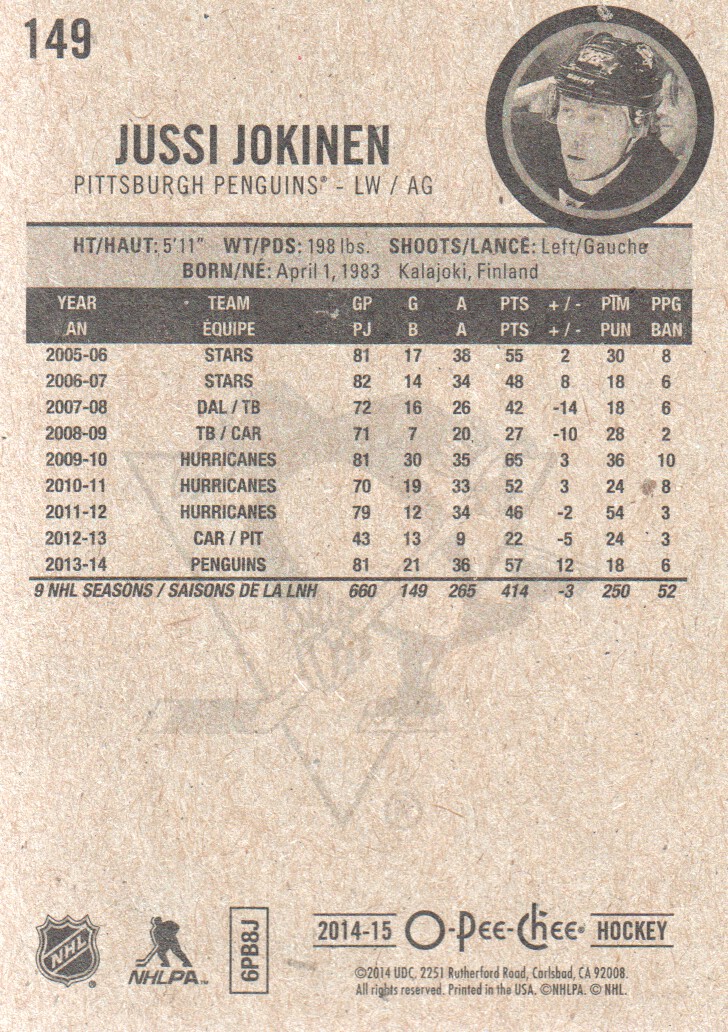 149
JUSSI JOKINEN
PITTSBURGH PENGUINS® - LW / AG
HT/HAUT: 5'11" WT/PDS: 198 lbs. SHOOTS/LANCE: Left/Gauche
BORN/NÉ: April 1, 1983 Kalajoki, Finland
YEAR TEAM GP G A PTS + / - PIM PPG
AN ÉQUIPE PJ B A PTS + / - PUN BAN
2005-06 STARS 81 17 38 55 2 30 8
2006-07 STARS 82 14 34 48 8 18 6
2007-08 DAL / TB 72 16 26 42 -14 18 6
2008-09 TB / CAR 71 7 20 27 -10 28 2
2009-10 HURRICANES 81 30 35 65 3 36 10
2010-11 HURRICANES 70 19 33 52 3 24 8
2011-12 HURRICANES 79 12 34 46 -2 54 3
2012-13 CAR / PIT 43 13 9 22 -5 24 3
2013-14 PENGUINS 81 21 36 57 12 18 6
9 NHL SEASONS / SAISONS DE LA LNH 660 149 265 414 -3 250 52
®
NHL ®
NHLPA™
6PB8J
2014-15 O-Pee-Chee® HOCKEY
©2014 UDC, 2251 Rutherford Road, Carlsbad, CA 92008.
All rights reserved. Printed in the USA. ©NHLPA. © NHL.